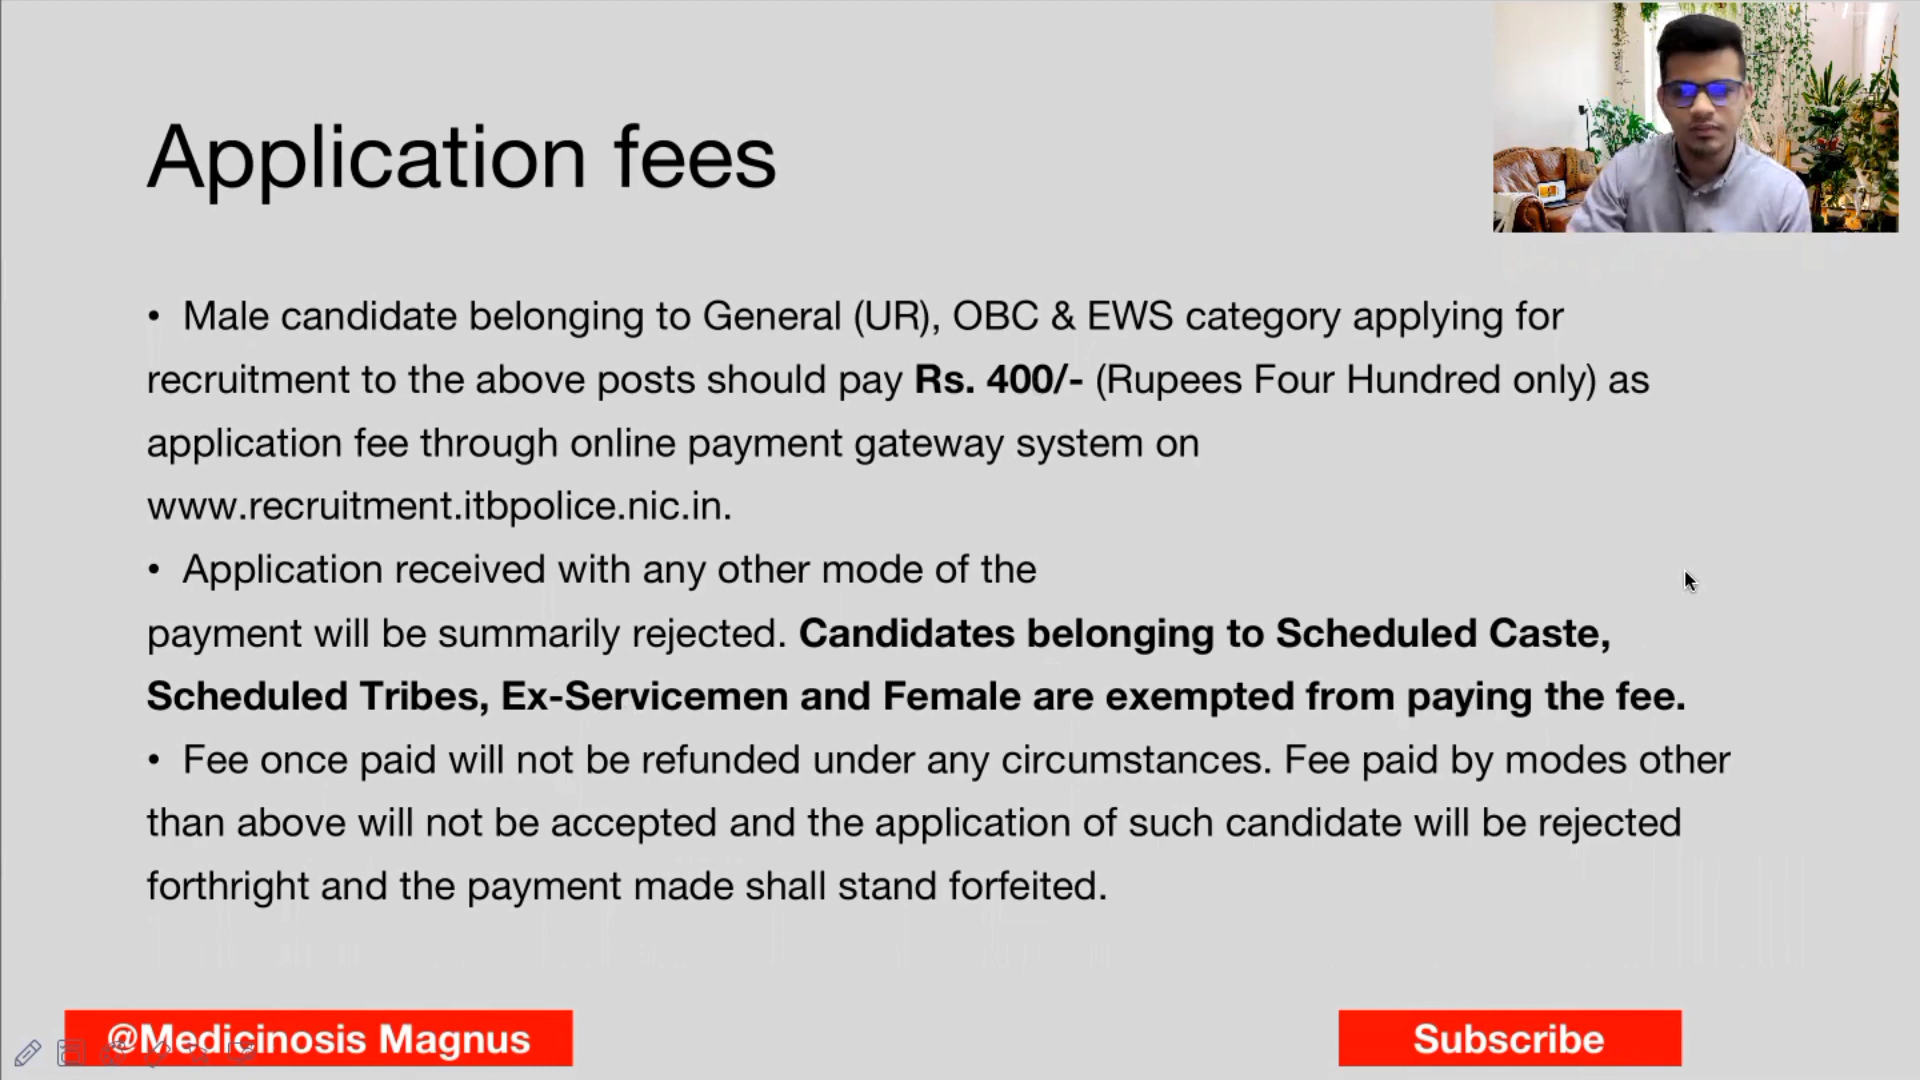 Application fees
• Male candidate belonging to General (UR), OBC & EWS category applying for
recruitment to the above posts should pay Rs. 400/- (Rupees Four Hundred only) as
application fee through online payment gateway system on
www.recruitment.itbpolice.nic.in.
• Application received with any other mode of the
payment will be summarily rejected. Candidates belonging to Scheduled Caste,
Scheduled Tribes, Ex-Servicemen and Female are exempted from paying the fee.
• Fee once paid will not be refunded under any circumstances. Fee paid by modes other
than above will not be accepted and the application of such candidate will be rejected
forthright and the payment made shall stand forfeited.
@Medicinosis Magnus
Subscribe